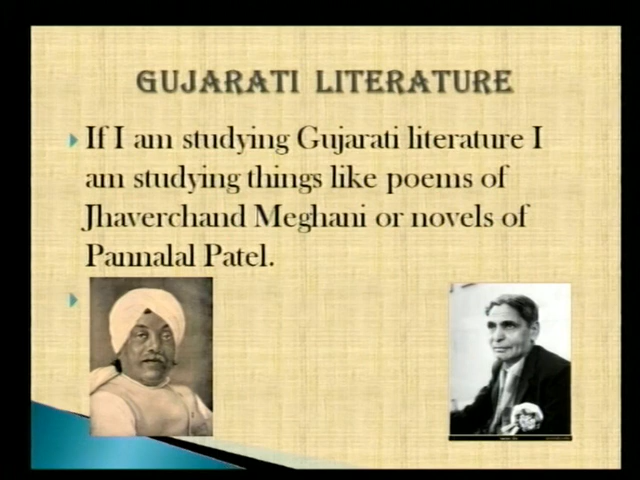 GUJARATI LITERATURE
If I am studying Gujarati literature I
am studying things like poems of
Jhaverchand Meghani or novels of
Pannalal Patel.